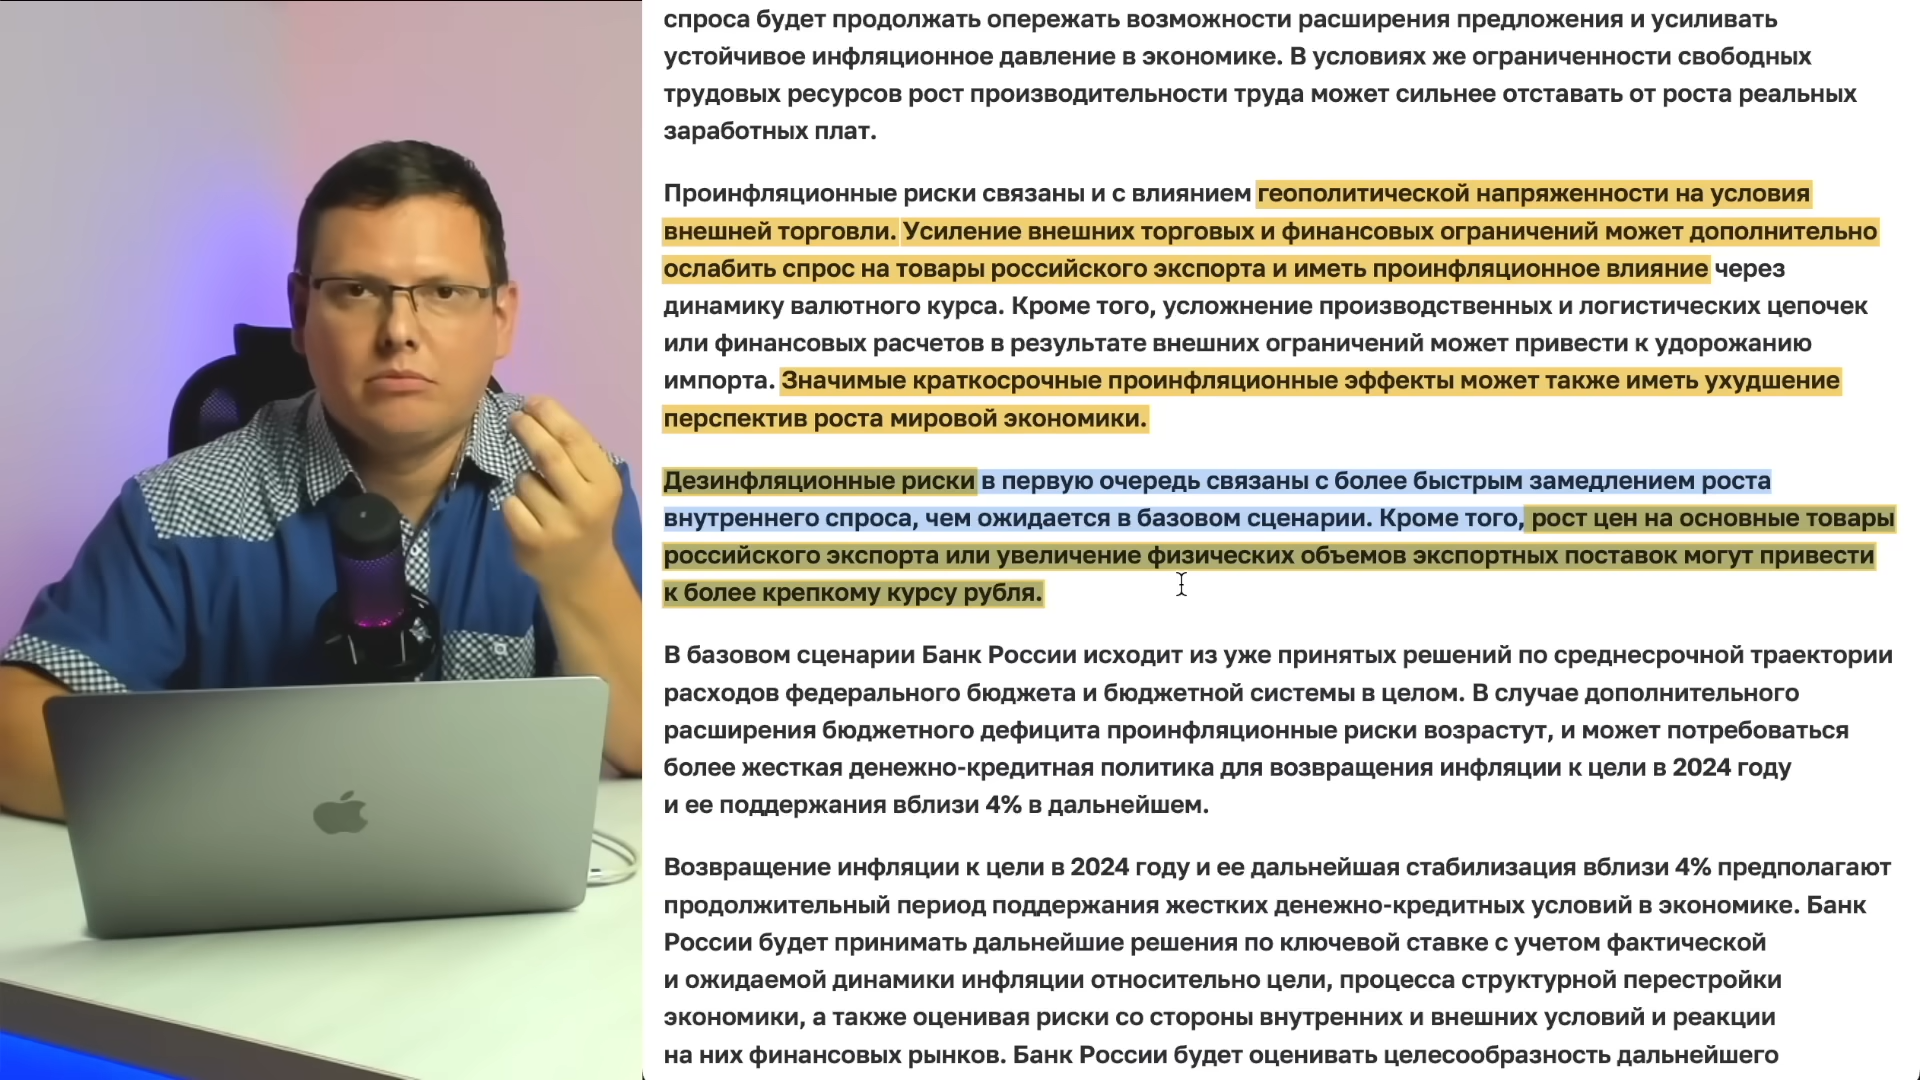 спроса будет продолжать опережать возможности расширения предложения и усиливать
устойчивое инфляционное давление в экономике. В условиях же ограниченности свободных
трудовых ресурсов рост производительности труда может сильнее отставать от роста реальных
заработных плат.
Проинфляционные риски связаны и с влиянием геополитической напряженности на условия
внешней торговли. Усиление внешних торговых и финансовых ограничений может дополнительно
ослабить спрос на товары российского экспорта и иметь проинфляционное влияние через
динамику валютного курса. Кроме того, усложнение производственных и логистических цепочек
или финансовых расчетов в результате внешних ограничений может привести к удорожанию
импорта. Значимые краткосрочные проинфляционные эффекты может также иметь ухудшение
перспектив роста мировой экономики.
Дезинфляционные риски в первую очередь связаны с более быстрым замедлением роста
внутреннего спроса, чем ожидается в базовом сценарии. Кроме того, рост цен на основные товары
российского экспорта или увеличение физических объемов экспортных поставок могут привести
к более крепкому курсу рубля.
В базовом сценарии Банк России исходит из уже принятых решений по среднесрочной траектории
расходов федерального бюджета и бюджетной системы в целом. В случае дополнительного
расширения бюджетного дефицита проинфляционные риски возрастут, и может потребоваться
более жесткая денежно-кредитная политика для возвращения инфляции к цели в 2024 году
и ее поддержания вблизи 4% в дальнейшем.
Возвращение инфляции к цели в 2024 году и ее дальнейшая стабилизация вблизи 4% предполагают
продолжительный период поддержания жестких денежно-кредитных условий в экономике. Банк
России будет принимать дальнейшие решения по ключевой ставке с учетом фактической
и ожидаемой динамики инфляции относительно цели, процесса структурной перестройки
экономики, а также оценивая риски со стороны внутренних и внешних условий и реакции
на них финансовых рынков. Банк России будет оценивать целесообразность дальнейшего